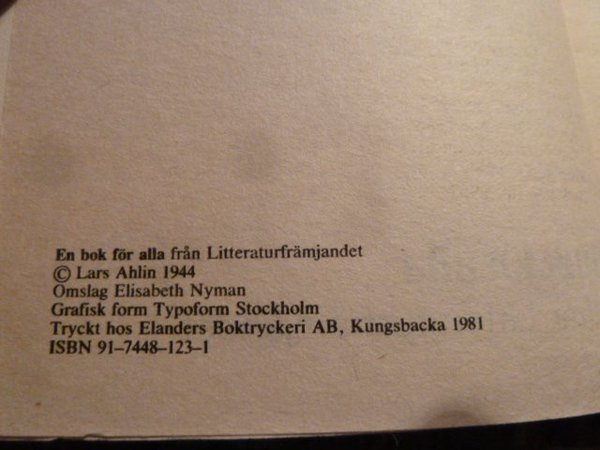 En bok för alla från Litteraturfrämjandet
© Lars Ahlin 1944
Omslag Elisabeth Nyman
Grafisk form Typoform Stockholm
Tryckt hos Elanders Boktryckeri AB, Kungsbacka 1981
ISBN 91–7448–123–1